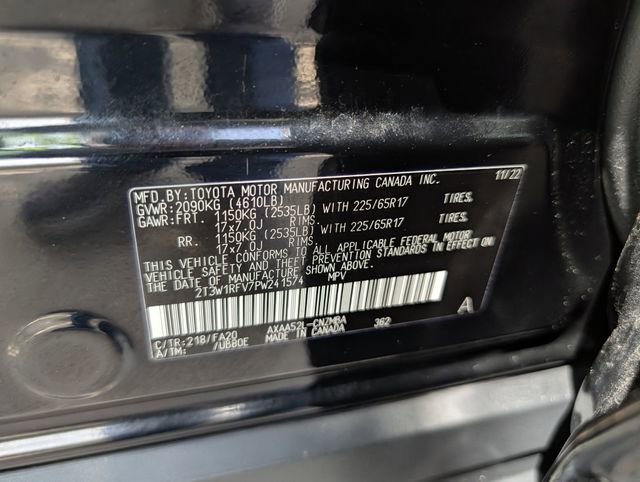 MFD.BY:TOYOTA MOTOR MANUFACTURING CANADA INC. 11/22
GVWR:2090KG (4610LB)
GAWR:FRT. 1150KG (2535LB) WITH 225/65R17 TIRES.
17x7.0J RIMS.
RR. 1150KG (2535LB) WITH 225/65R17 TIRES.
17x7.0J RIMS.
THIS VEHICLE CONFORMS TO ALL APPLICABLE FEDERAL MOTOR
VEHICLE SAFETY AND THEFT PREVENTION STANDARDS IN EFFECT ON
THE DATE OF MANUFACTURE SHOWN ABOVE.
2T3W1RFV7PW241574 MPV
C/TR:218/FA20 AXAA52L-CNZMBA 362 A
A/TM: /UB80E MADE IN CANADA